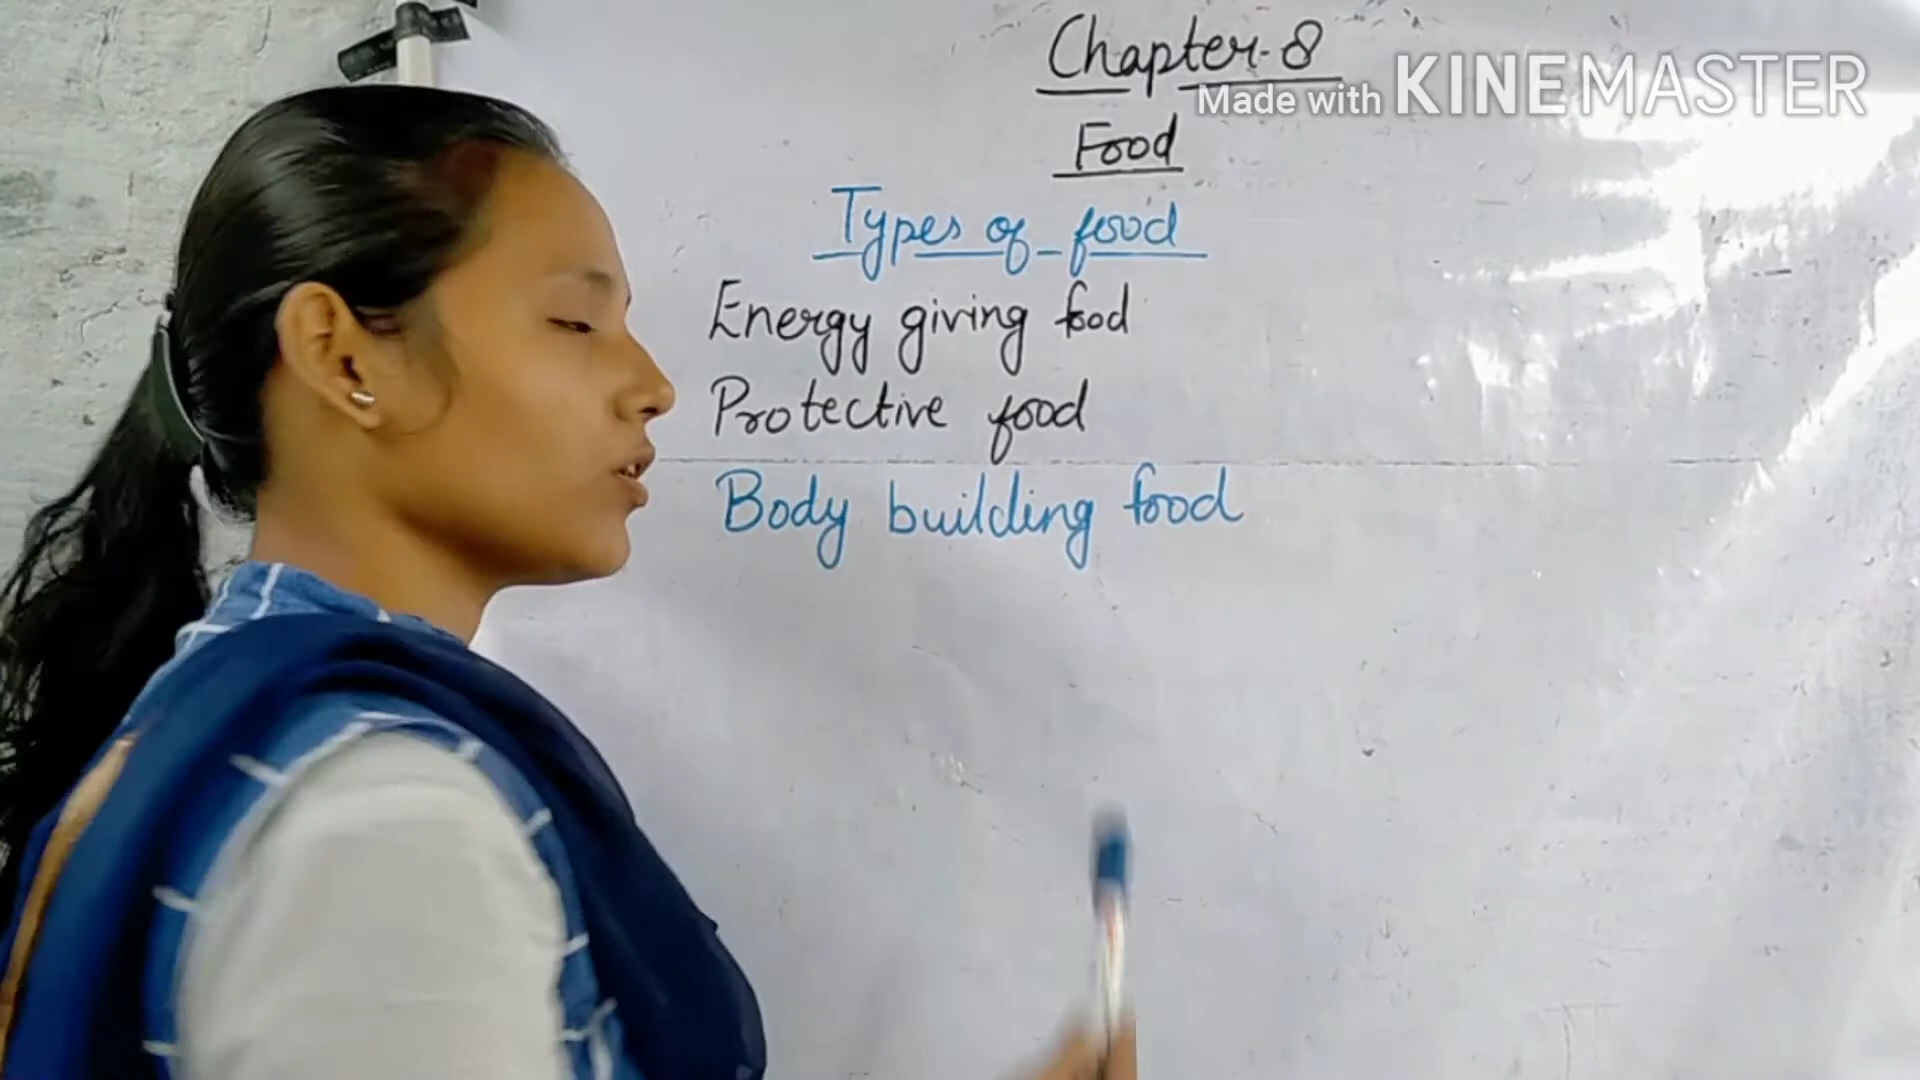 Chapter-8
Made with KINEMASTER
Food
Types of food
Energy giving food
Protective food
Body building food